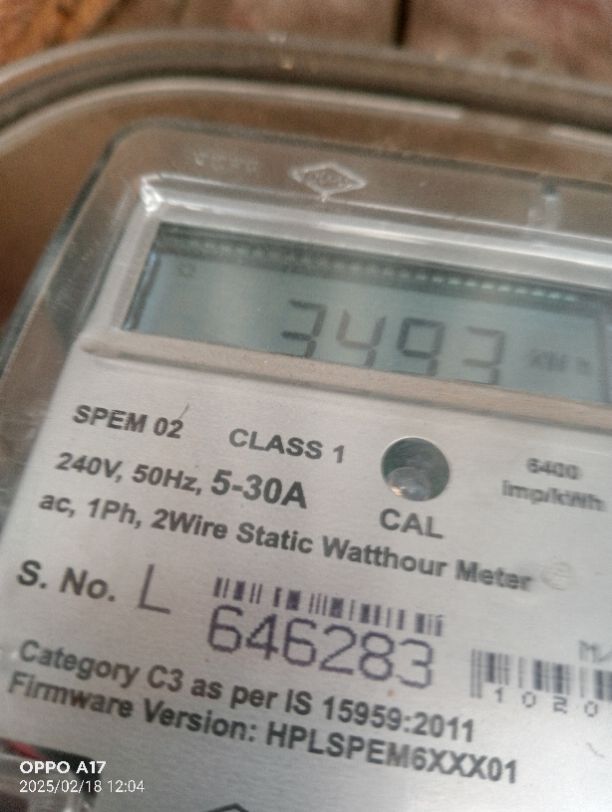 3493 kWh
SPEM 02 CLASS 1
6400
imp/kWh
240V, 50Hz, 5-30A
CAL
ac, 1Ph, 2Wire Static Watthour Meter
S. No. L
646283
1020
Category C3 as per IS 15959:2011
Firmware Version: HPLSPEM6XXX01
OPPO A17
2025/02/18 12:04